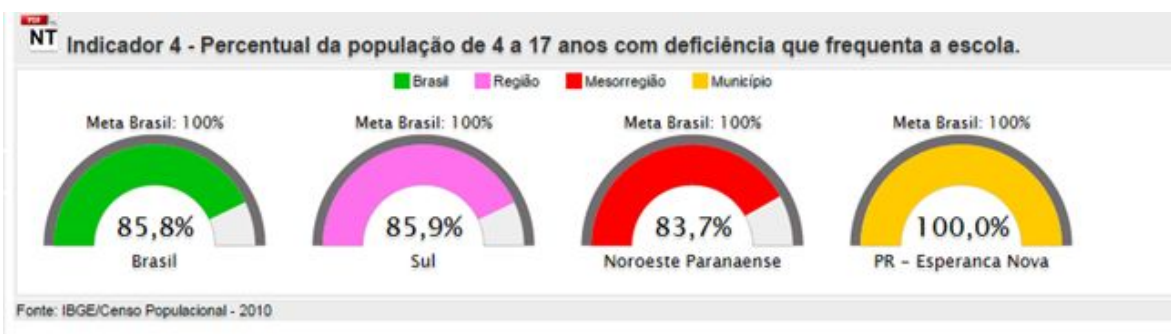 PDF
NT
Indicador 4 - Percentual da população de 4 a 17 anos com deficiência que frequenta a escola.
Brasil Região Mesorregião Município
Meta Brasil: 100% Meta Brasil: 100% Meta Brasil: 100% Meta Brasil: 100%
85,8% 85,9% 83,7% 100,0%
Brasil Sul Noroeste Paranaense PR - Esperanca Nova
Fonte: IBGE/Censo Populacional - 2010